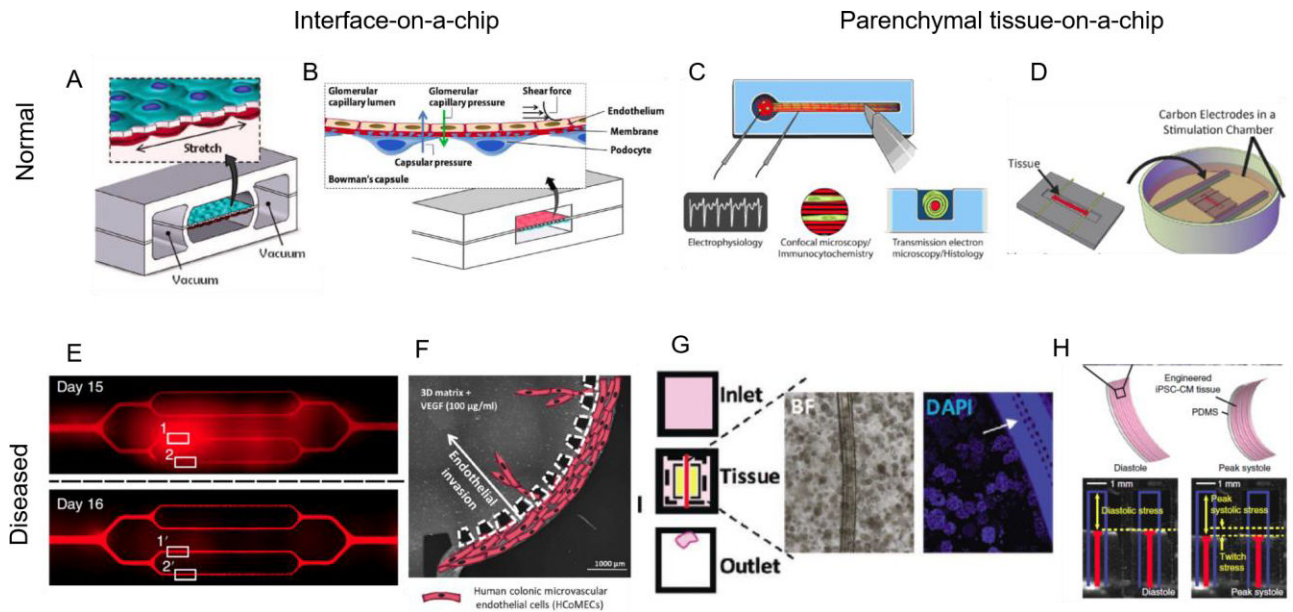 Interface-on-a-chip
Parenchymal tissue-on-a-chip
Normal
A
Stretch
Vacuum
Vacuum
B
Glomerular
capillary lumen
Glomerular
capillary pressure
Shear force
Endothelium
Membrane
Podocyte
Capsular pressure
Bowman's capsule
C
Electrophysiology
Confocal microscopy/
Immunocytochemistry
Transmission electron
microscopy/Histology
D
Carbon Electrodes in a
Stimulation Chamber
Tissue
Diseased
E
Day 15
1
2
Day 16
1'
2'
F
3D matrix +
VEGF (100 µg/ml)
Endothelial
invasion
1000 µm
Human colonic microvascular
endothelial cells (HCoMECs)
G
Inlet
Tissue
Outlet
BF
DAPI
H
Engineered
iPSC-CM tissue
PDMS
Diastole
Peak systole
1 mm
Diastolic stress
Diastole
1 mm
Peak
systolic stress
Twitch
stress
Peak systole